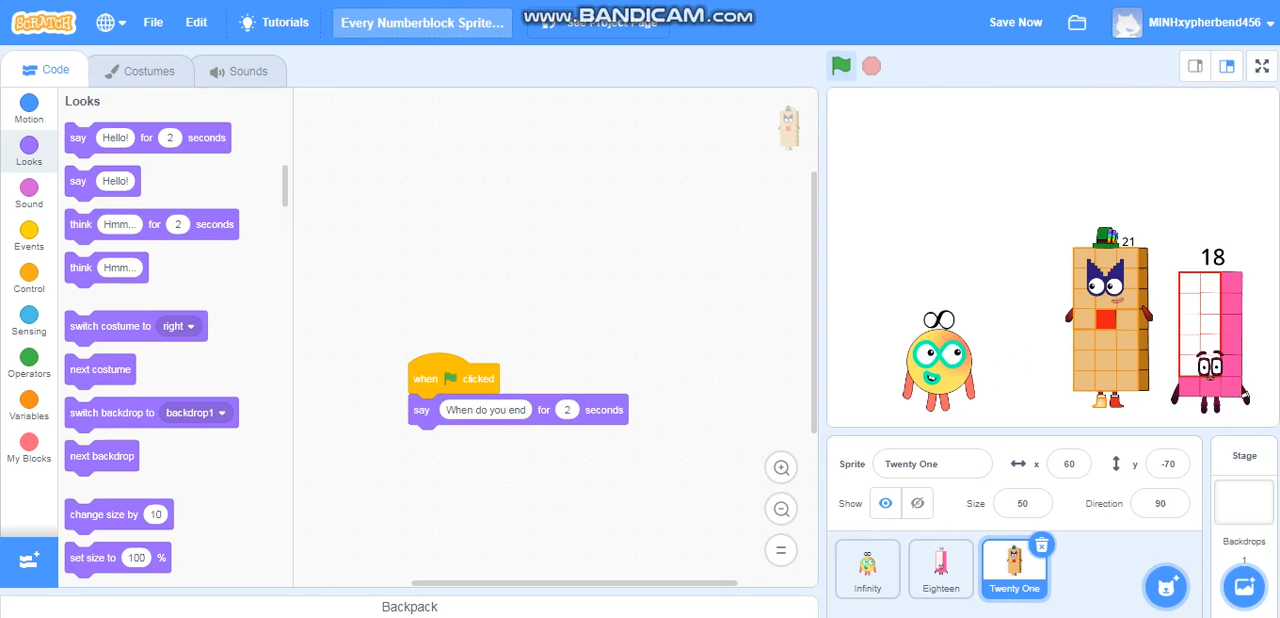 www.BANDICAM.com
SCRATCH
File
Edit
Tutorials
Every Numberblock Sprite...
See Project Page
Save Now
MINHxypherbend456
Code
Costumes
Sounds
Motion
Looks
Sound
Events
Control
Sensing
Operators
Variables
My Blocks
Looks
say Hello! for 2 seconds
say Hello!
think Hmm... for 2 seconds
think Hmm...
switch costume to right
next costume
switch backdrop to backdrop1
next backdrop
change size by 10
set size to 100 %
when clicked
say When do you end for 2 seconds
21
18
Sprite Twenty One x 60 y -70
Show Size 50 Direction 90
Infinity
Eighteen
Twenty One
Stage
Backdrops
1
Backpack